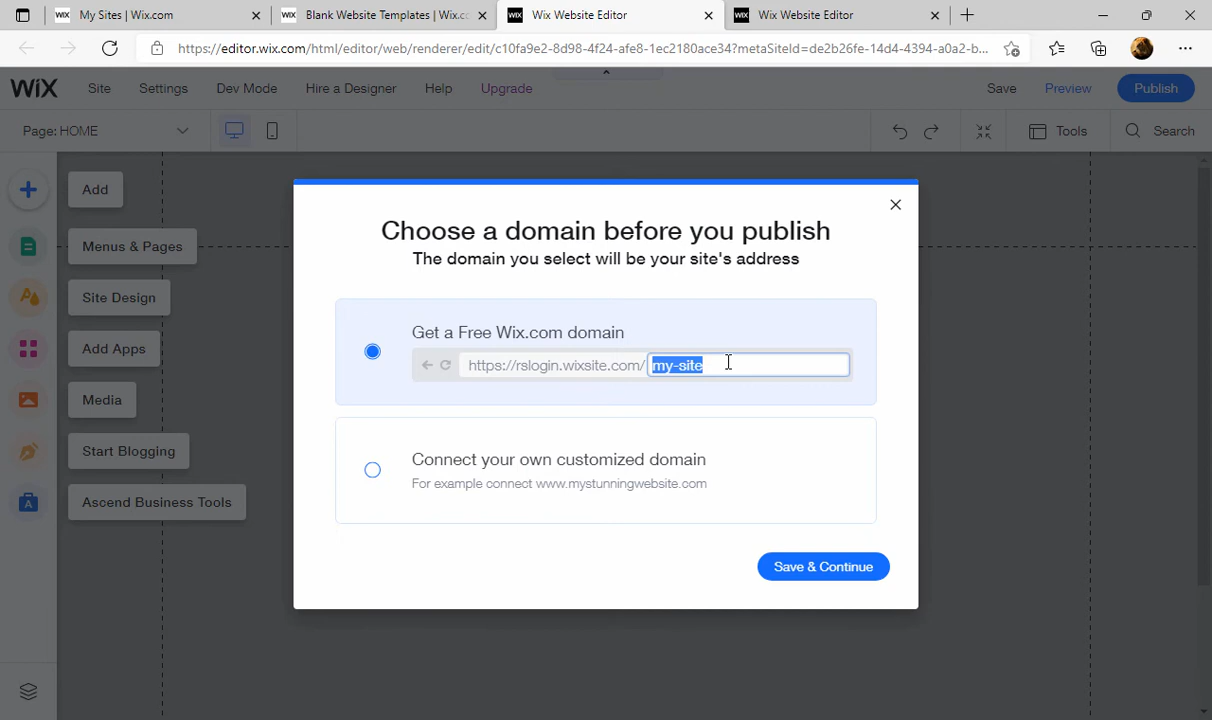 My Sites | Wix.com
Blank Website Templates | Wix.cc
Wix Website Editor
Wix Website Editor
https://editor.wix.com/html/editor/web/renderer/edit/c10fa9e2-8d98-4f24-afe8-1ec2180ace34?metaSiteId=de2b26fe-14d4-4394-a0a2-b...
WiX Site Settings Dev Mode Hire a Designer Help Upgrade Save Preview Publish
Page: HOME Tools Search
Add
Menus & Pages
Site Design
Add Apps
Media
Start Blogging
Ascend Business Tools
Choose a domain before you publish
The domain you select will be your site's address
Get a Free Wix.com domain
https://rslogin.wixsite.com/ my-site
Connect your own customized domain
For example connect www.mystunningwebsite.com
Save & Continue